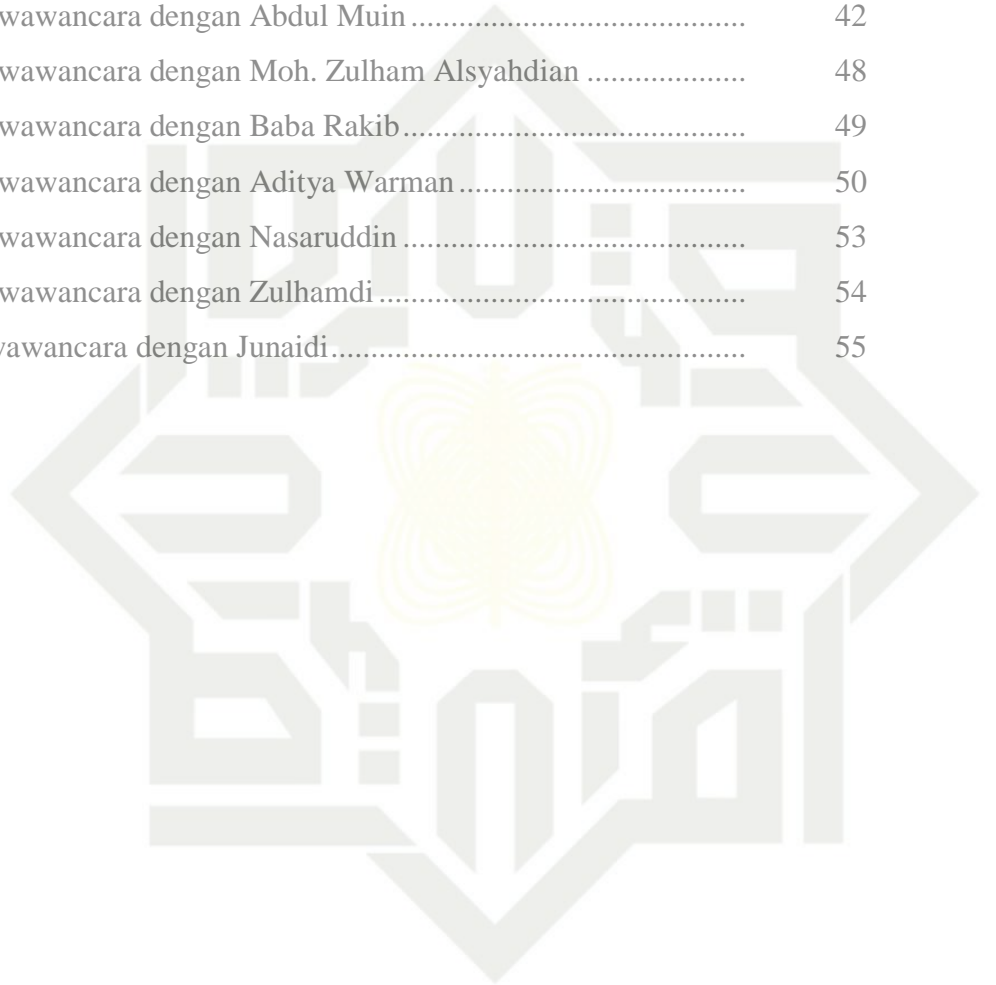 wawancara dengan Abdul Muin ............................................. 42
wawancara dengan Moh. Zulham Alsyahdian ..................... 48
wawancara dengan Baba Rakib............................................. 49
wawancara dengan Aditya Warman ...................................... 50
wawancara dengan Nasaruddin ............................................. 53
wawancara dengan Zulhamdi ................................................ 54
wawancara dengan Junaidi...................................................... 55